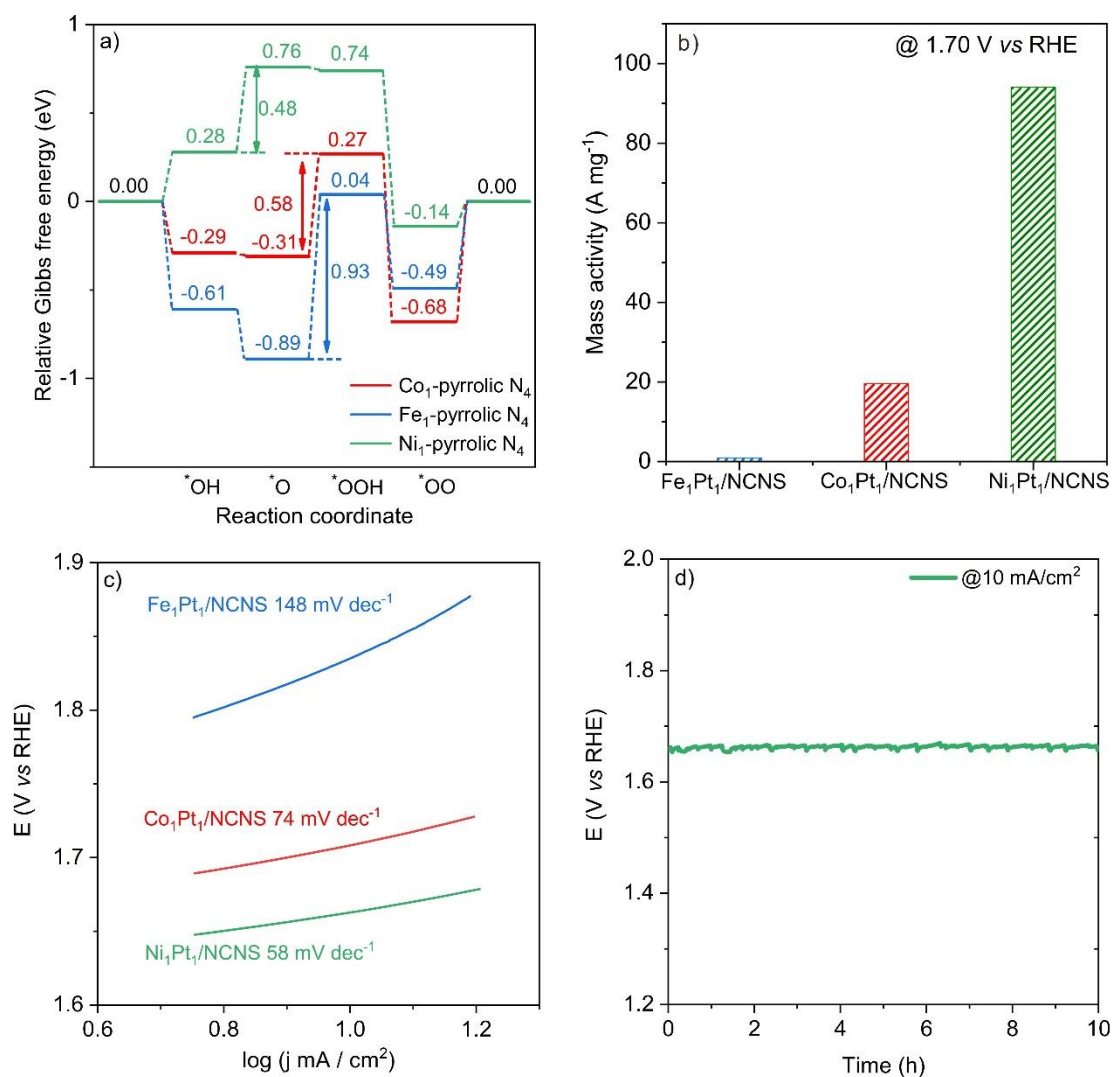 a)
1
0
-1
Relative Gibbs free energy (eV)
0.00
0.28
0.76
0.74
0.48
-0.29
-0.31
0.27
0.58
0.04
0.93
-0.61
-0.89
-0.14
-0.49
-0.68
0.00
Co₁-pyrrolic N₄
Fe₁-pyrrolic N₄
Ni₁-pyrrolic N₄
*OH *O *OOH *OO
Reaction coordinate
b)
@ 1.70 V vs RHE
100
80
60
40
20
0
Mass activity (A mg⁻¹)
Fe₁Pt₁/NCNS Co₁Pt₁/NCNS Ni₁Pt₁/NCNS
c)
1.9
1.8
1.7
1.6
E (V vs RHE)
Fe₁Pt₁/NCNS 148 mV dec⁻¹
Co₁Pt₁/NCNS 74 mV dec⁻¹
Ni₁Pt₁/NCNS 58 mV dec⁻¹
0.6 0.8 1.0 1.2
log (j mA / cm²)
d)
@10 mA/cm²
2.0
1.8
1.6
1.4
1.2
E (V vs RHE)
0 2 4 6 8 10
Time (h)